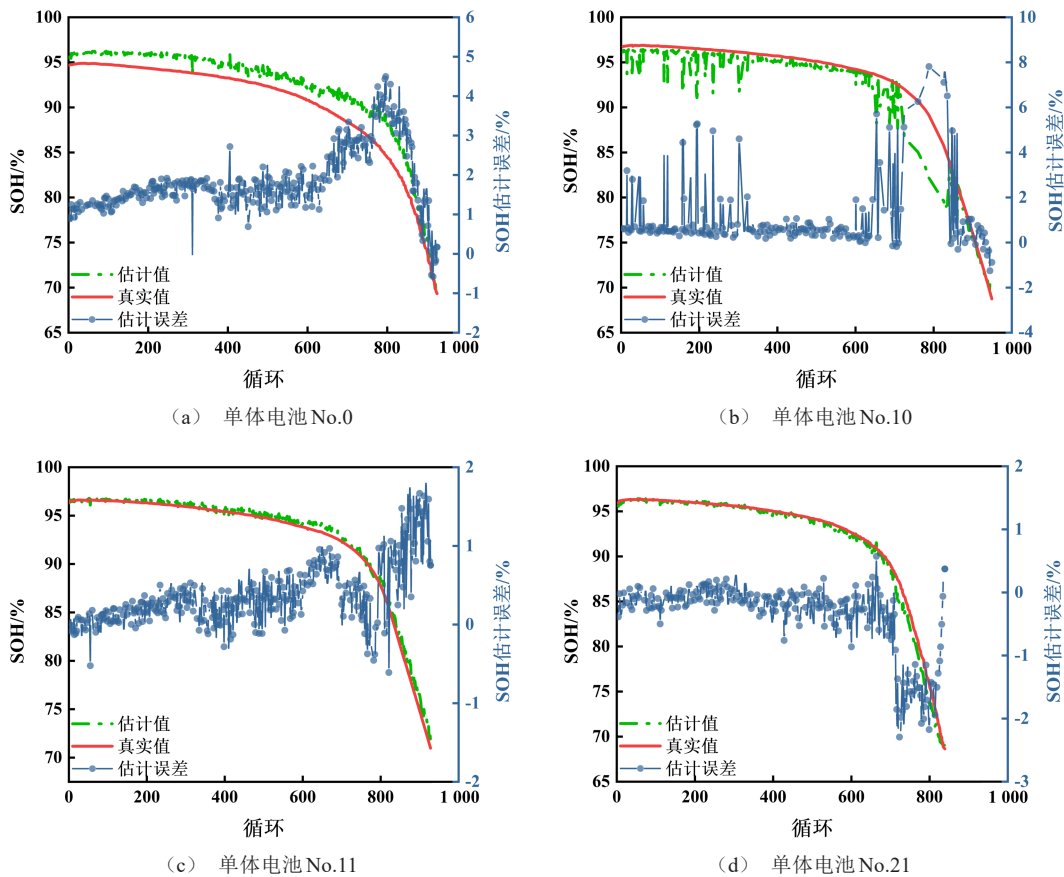 100
95
90
85
80
75
70
65
SOH/%
估计值
真实值
估计误差
6
5
4
3
2
1
0
-1
-2
SOH估计误差/%
0
200
400
600
800
1 000
循环
（a） 单体电池No.0
100
95
90
85
80
75
70
65
SOH/%
估计值
真实值
估计误差
10
8
6
4
2
0
-2
-4
SOH估计误差/%
0
200
400
600
800
1 000
循环
（b） 单体电池No.10
100
95
90
85
80
75
70
SOH/%
估计值
真实值
估计误差
2
1
0
-1
-2
SOH估计误差/%
0
200
400
600
800
1 000
循环
（c） 单体电池No.11
100
95
90
85
80
75
70
65
SOH/%
估计值
真实值
估计误差
2
1
0
-1
-2
-3
SOH估计误差/%
0
200
400
600
800
1 000
循环
（d） 单体电池No.21